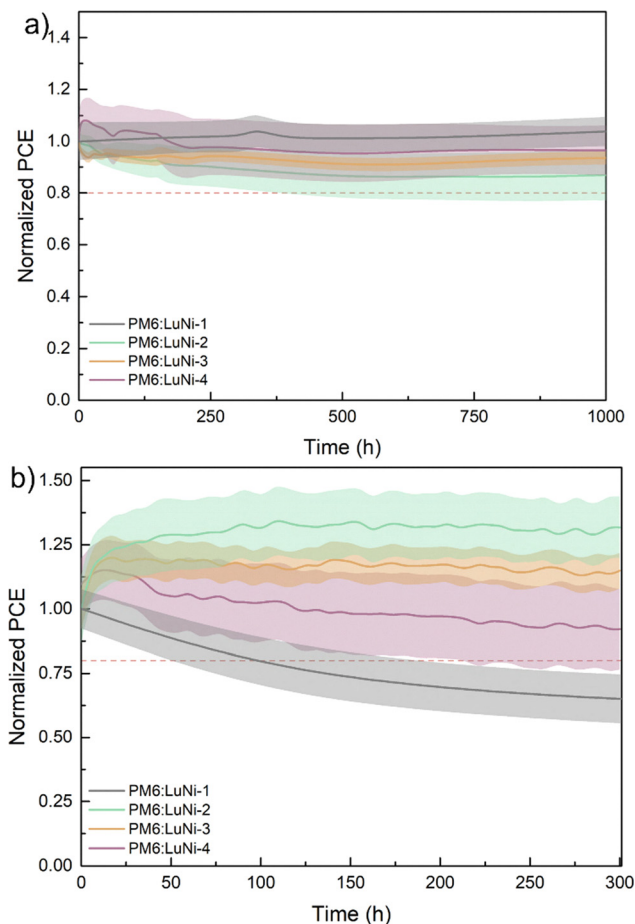 a)
1.4
1.2
1.0
0.8
0.6
0.4
0.2
0.0
Normalized PCE
PM6:LuNi-1
PM6:LuNi-2
PM6:LuNi-3
PM6:LuNi-4
0 250 500 750 1000
Time (h)
b)
1.50
1.25
1.00
0.75
0.50
0.25
0.00
Normalized PCE
PM6:LuNi-1
PM6:LuNi-2
PM6:LuNi-3
PM6:LuNi-4
0 50 100 150 200 250 300
Time (h)